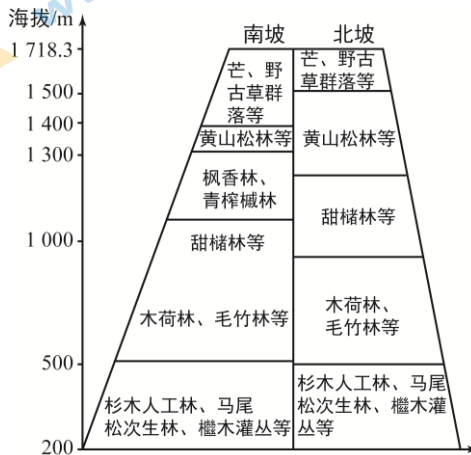 海拔/m
南坡
北坡
1 718.3
1 500
1 400
1 300
1 000
500
200
芒、野
古草群
落等
黄山松林等
枫香林、
青榨槭林
甜槠林等
木荷林、毛竹林等
杉木人工林、马尾
松次生林、檵木灌丛等
芒、野古
草群落等
黄山松林等
甜槠林等
木荷林、
毛竹林等
杉木人工林、马尾
松次生林、檵木灌
丛等